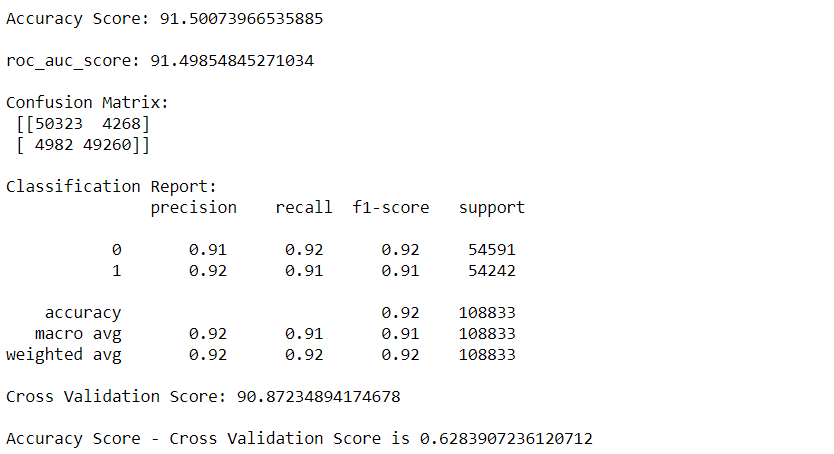 Accuracy Score: 91.50073966535885
roc_auc_score: 91.49854845271034
Confusion Matrix:
[[50323  4268]
[ 4982 49260]]
Classification Report:
precision    recall  f1-score   support
0       0.91      0.92      0.92     54591
1       0.92      0.91      0.91     54242
accuracy                           0.92    108833
macro avg       0.92      0.91      0.91    108833
weighted avg       0.92      0.92      0.92    108833
Cross Validation Score: 90.87234894174678
Accuracy Score - Cross Validation Score is 0.6283907236120712